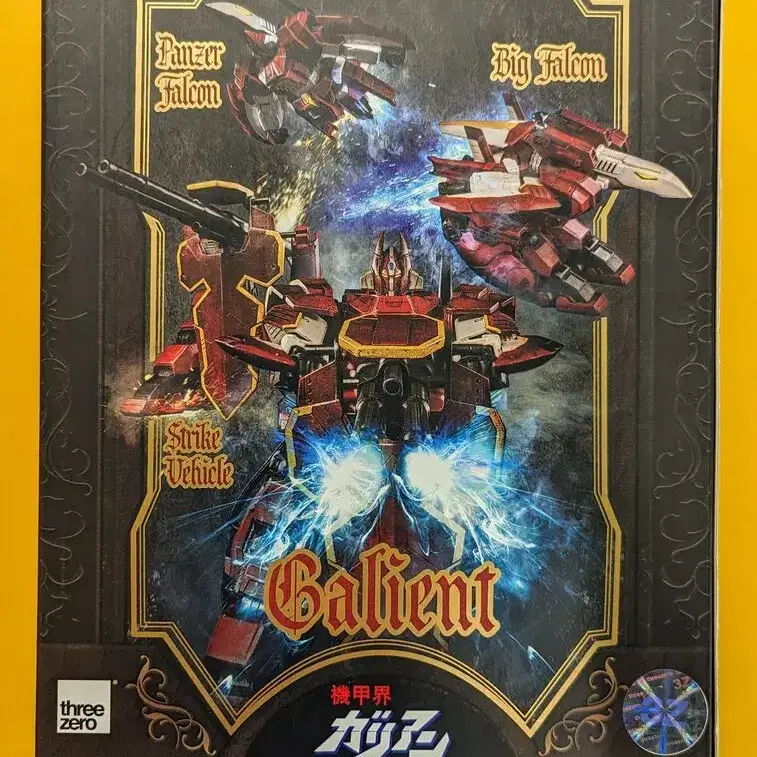 Panzer
Falcon
Big Falcon
Strike
Vehicle
Galient
three
zero
機甲界
ガリアン